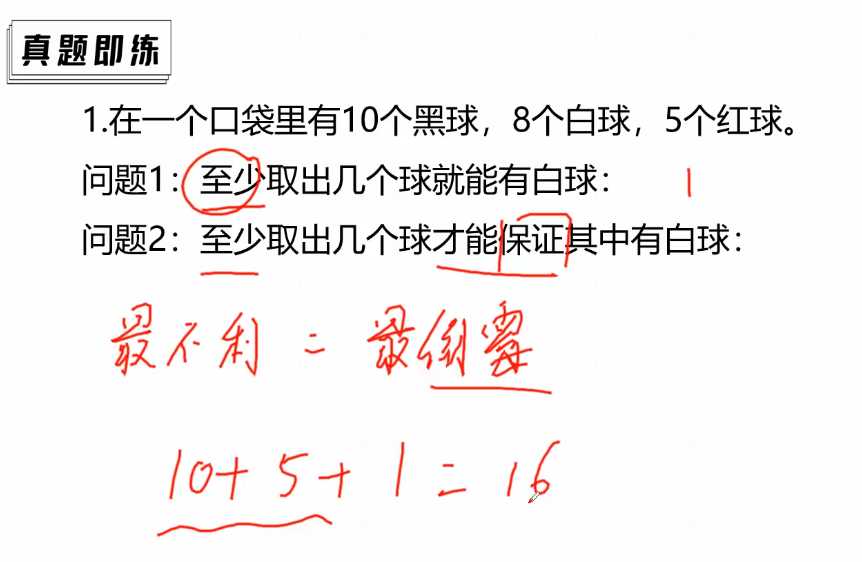 真题即练
1.在一个口袋里有10个黑球，8个白球，5个红球。
问题1：至少取出几个球就能有白球： 1
问题2：至少取出几个球才能保证其中有白球：
最不利 = 最倒霉
10+5+1=16